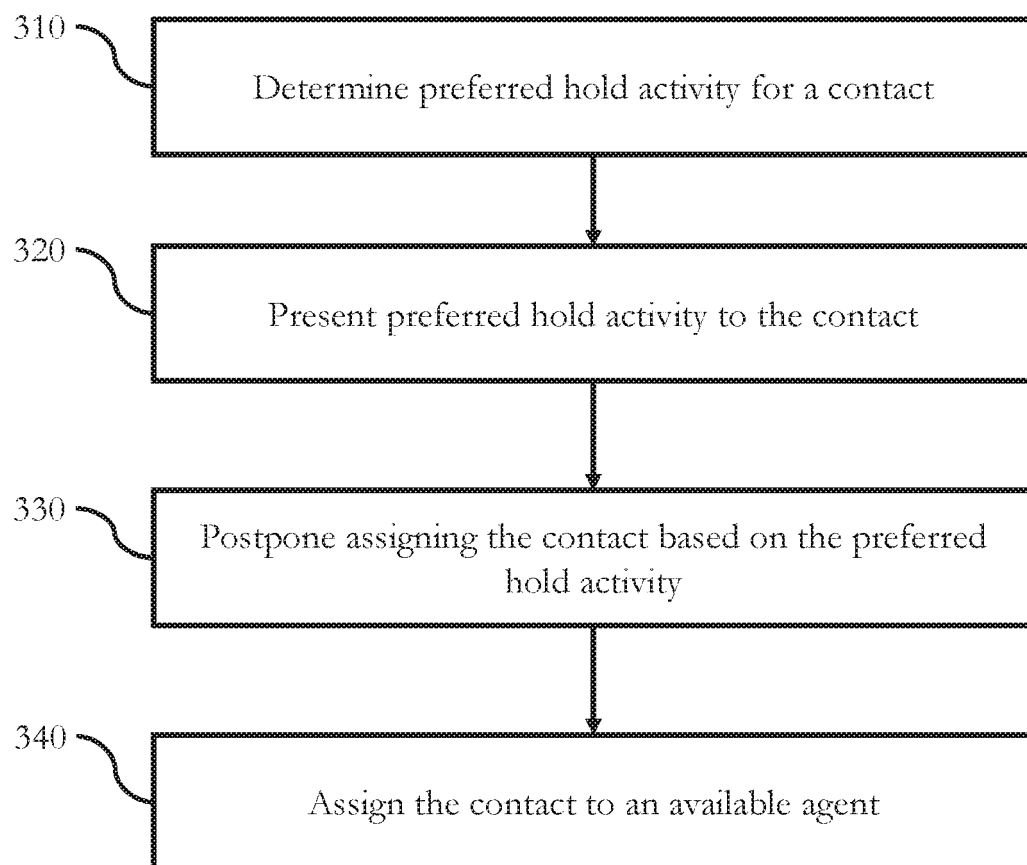 310
Determine preferred hold activity for a contact
320
Present preferred hold activity to the contact
330
Postpone assigning the contact based on the preferred
hold activity
340
Assign the contact to an available agent